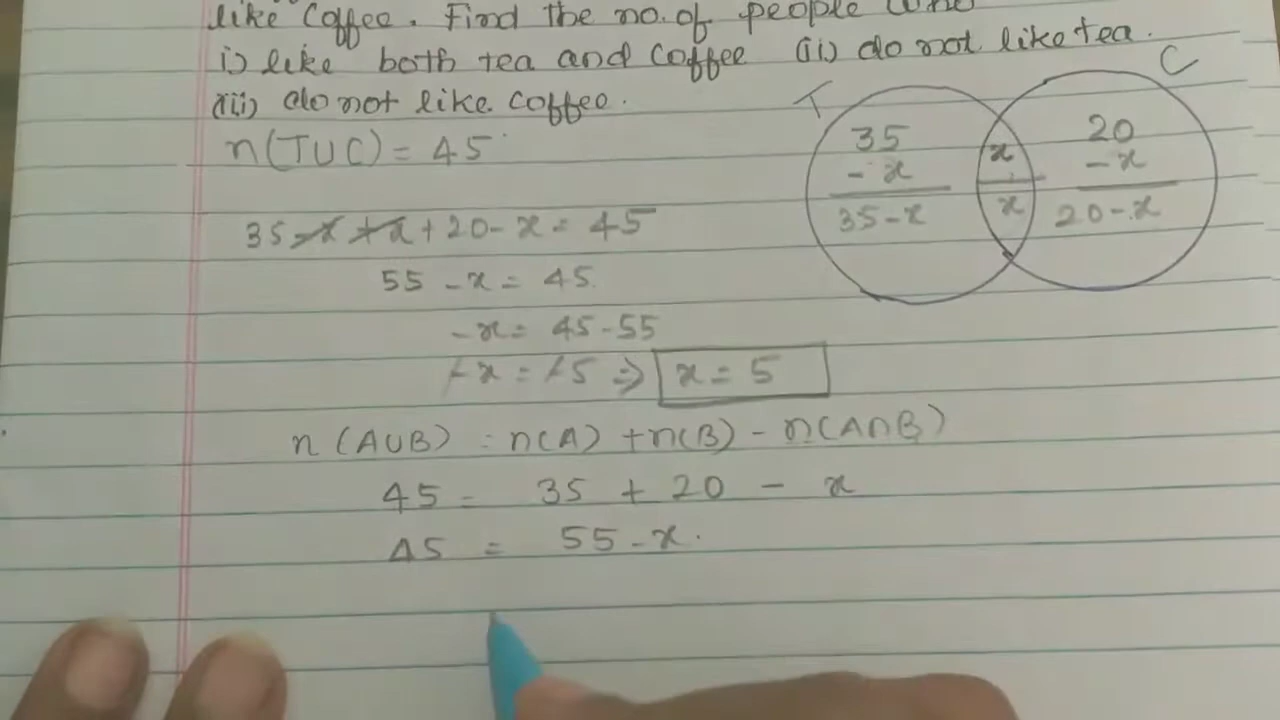 like Coffee. Find the no. of people who
i) like both tea and coffee (ii) do not like tea.
(iii) do not like coffee.
n(TUC) = 45
T
C
35
- x
35-x
x
x
20
- x
20-x
35-x+x+20-x = 45
55 -x = 45
-x = 45-55
-x = -5 ⇒ x = 5
n(A∪B) = n(A) + n(B) - n(A∩B)
45 = 35 + 20 - x
45 = 55-x.